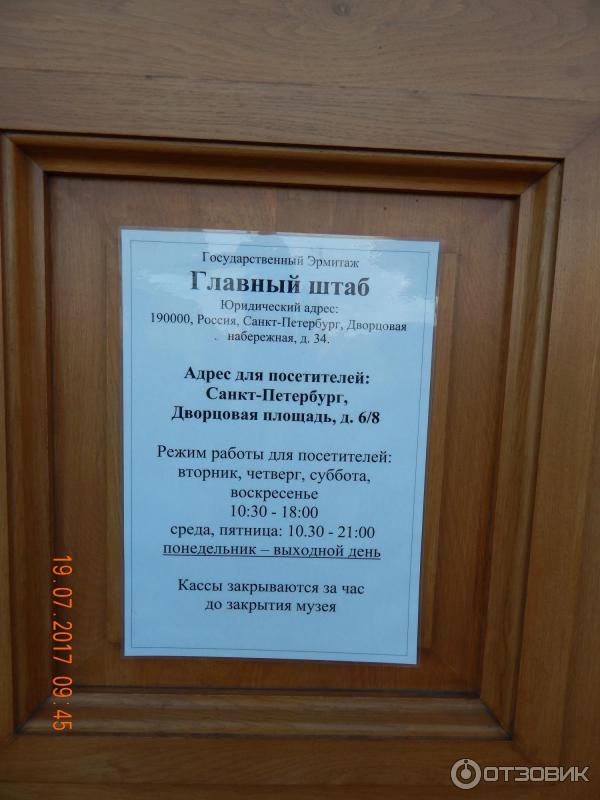 Государственный Эрмитаж
Главный штаб
Юридический адрес:
190000, Россия, Санкт-Петербург, Дворцовая
набережная, д. 34.
Адрес для посетителей:
Санкт-Петербург,
Дворцовая площадь, д. 6/8
Режим работы для посетителей:
вторник, четверг, суббота,
воскресенье
10:30 - 18:00
среда, пятница: 10.30 - 21:00
понедельник – выходной день
Кассы закрываются за час
до закрытия музея
19.07.2017 09:45
ОТЗОВИК